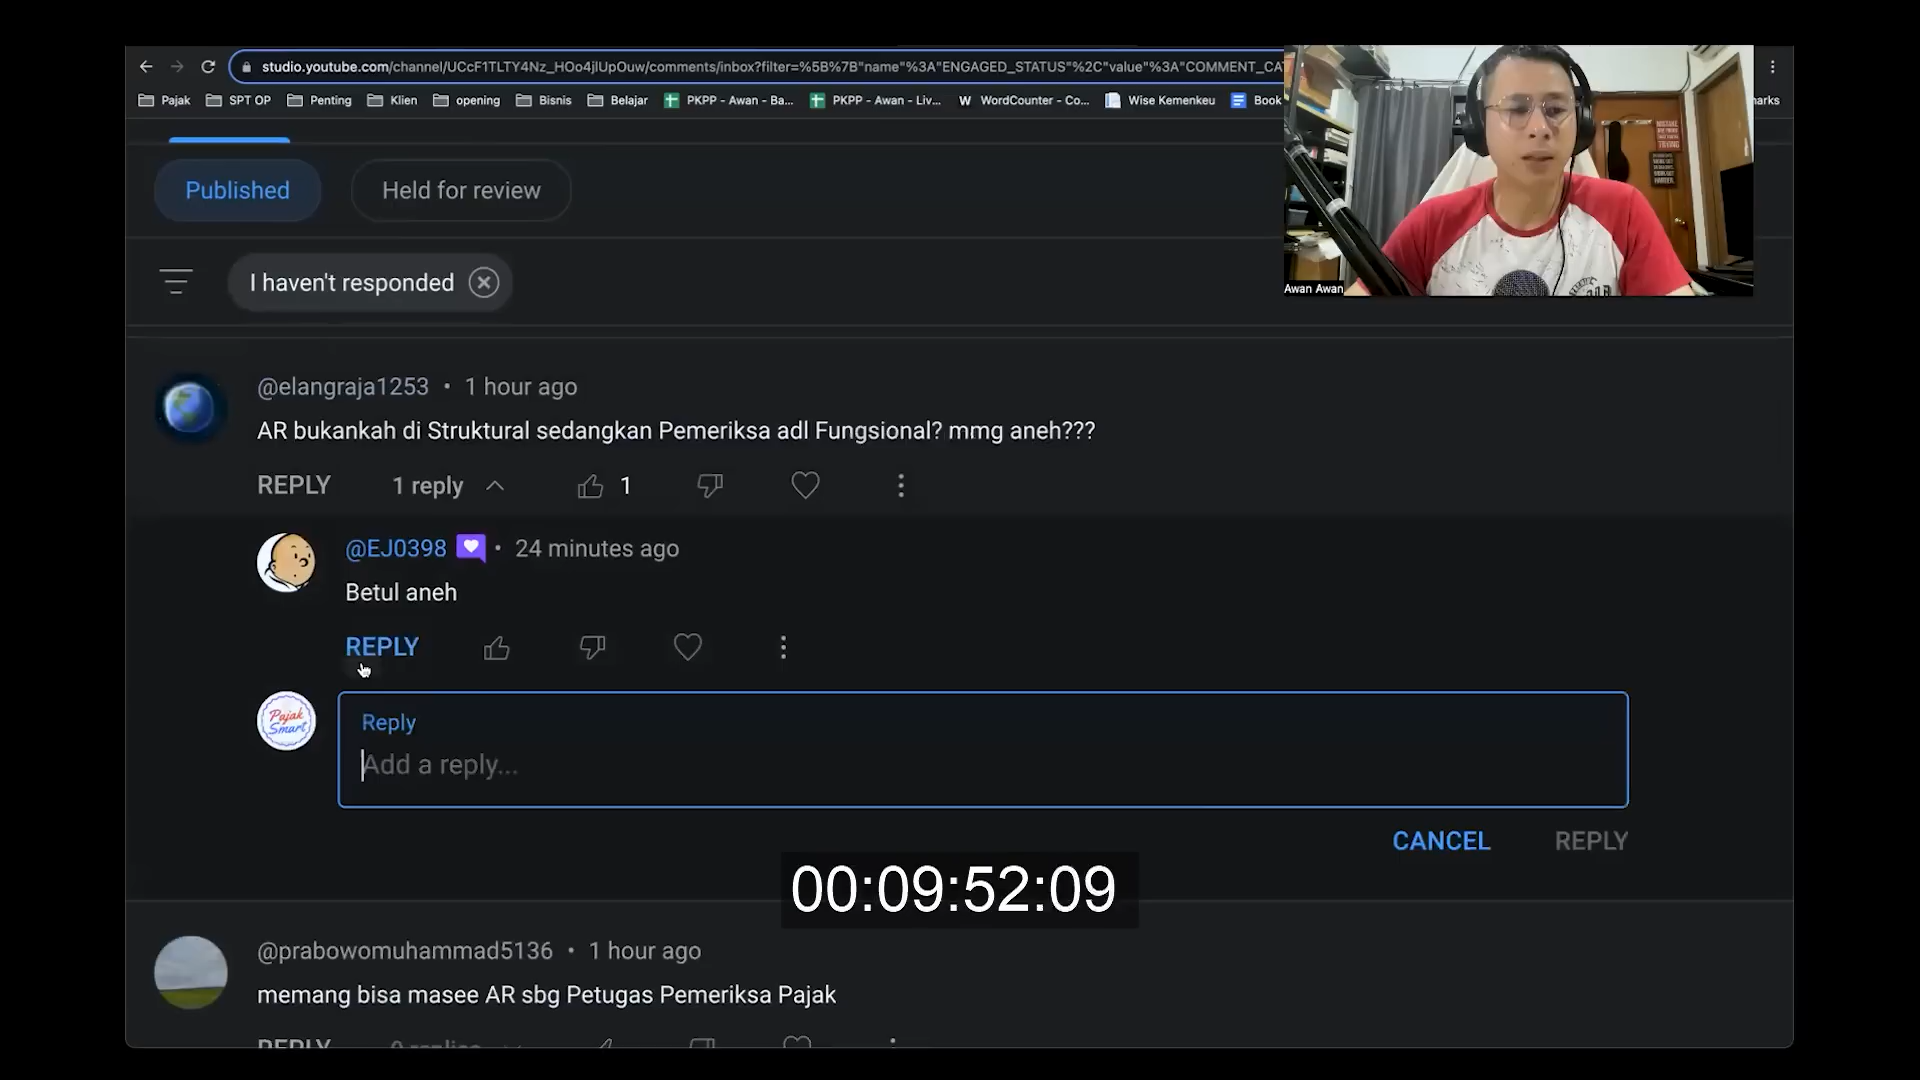 studio.youtube.com/channel/UCcF1TLTY4Nz_HOo4jlUpOuw/comments/inbox?filter=%5B%7B"name"%3A"ENGAGED_STATUS"%2C"value"%3A"COMMENT_CA
Pajak SPT OP Penting Klien opening Bisnis Belajar PKPP - Awan - Ba... PKPP - Awan - Liv... WordCounter - Co... Wise Kemenkeu Book
arks
Awan Awan
Published Held for review
I haven't responded
@elangraja1253 • 1 hour ago
AR bukankah di Struktural sedangkan Pemeriksa adl Fungsional? mmg aneh???
REPLY 1 reply 1
@EJ0398 • 24 minutes ago
Betul aneh
REPLY
Pajak
Smart
Reply
Add a reply...
CANCEL REPLY
00:09:52:09
@prabowomuhammad5136 • 1 hour ago
memang bisa masee AR sbg Petugas Pemeriksa Pajak
REPLY 0 replies